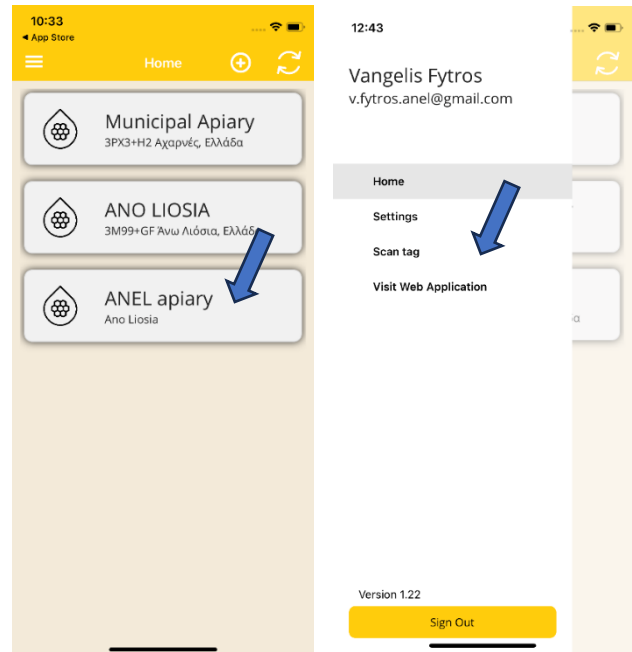 10:33
App Store
Home
Municipal Apiary
3PX3+H2 Αχαρνές, Ελλάδα
ANO LIOSIA
3M99+GF Άνω Λιόσια, Ελλάδ
ANEL apiary
Ano Liosia
12:43
Vangelis Fytros
v.fytros.anel@gmail.com
Home
Settings
Scan tag
Visit Web Application
α
Version 1.22
Sign Out